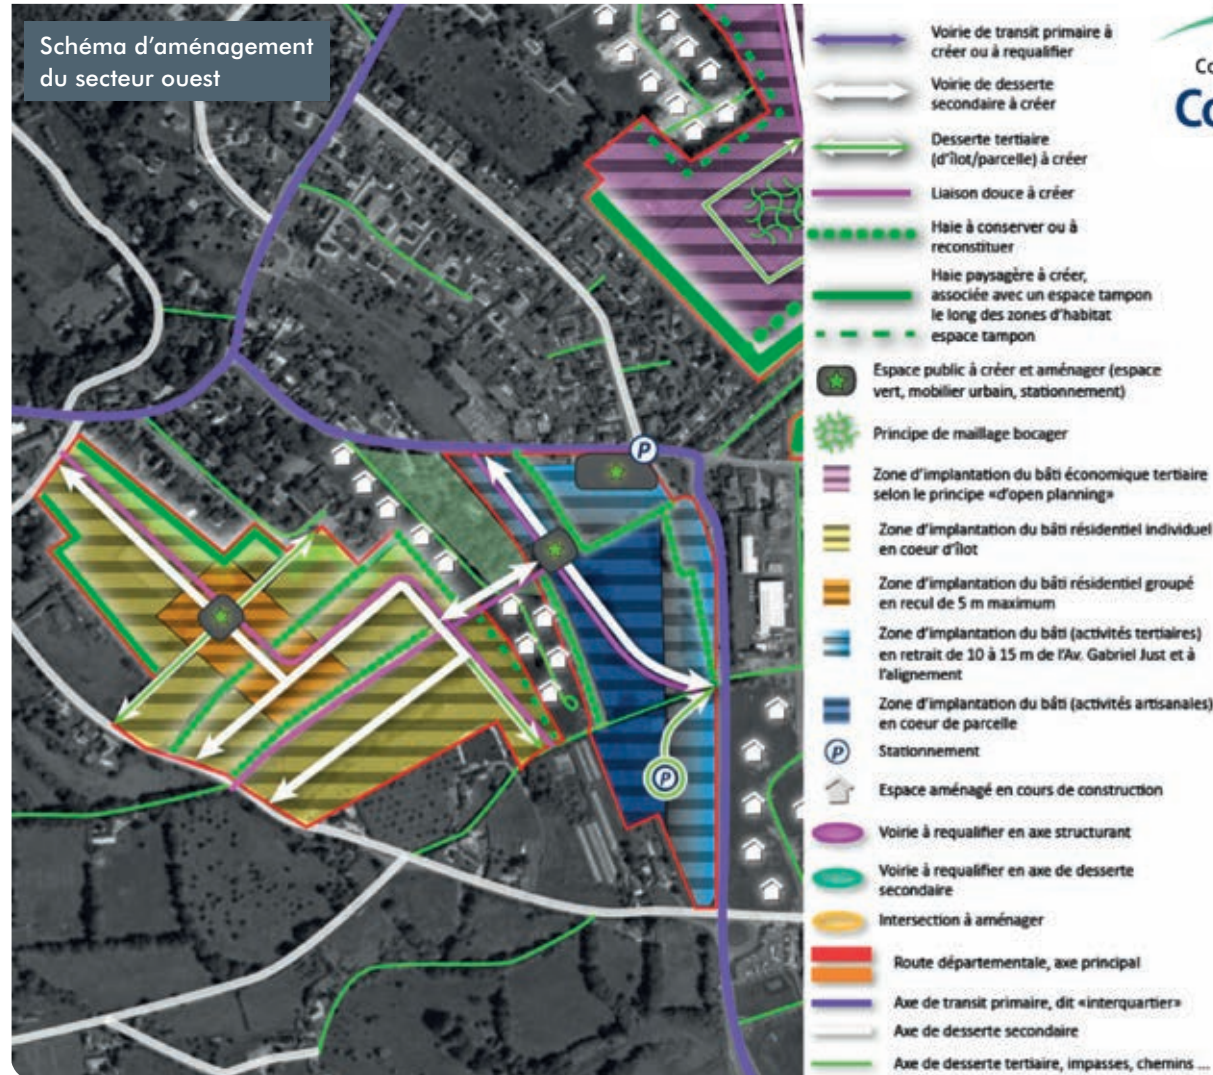 Schéma d'aménagement
du secteur ouest
Voirie de transit primaire à
créer ou à requalifier
Voirie de desserte
secondaire à créer
Desserte tertiaire
(d'îlot/parcelle) à créer
Liaison douce à créer
Haie à conserver ou à
reconstituer
Haie paysagère à créer,
associée avec un espace tampon
le long des zones d'habitat
espace tampon
Espace public à créer et aménager (espace
vert, mobilier urbain, stationnement)
Principe de maillage bocager
Zone d'implantation du bâti économique tertiaire
selon le principe «d'open planning»
Zone d'implantation du bâti résidentiel individuel
en coeur d'îlot
Zone d'implantation du bâti résidentiel groupé
en recul de 5 m maximum
Zone d'implantation du bâti (activités tertiaires)
en retrait de 10 à 15 m de l'Av. Gabriel Just et à
l'alignement
Zone d'implantation du bâti (activités artisanales)
en coeur de parcelle
P Stationnement
Espace aménagé en cours de construction
Voirie à requalifier en axe structurant
Voirie à requalifier en axe de desserte
secondaire
Intersection à aménager
Route départementale, axe principal
Axe de transit primaire, dit «interquartier»
Axe de desserte secondaire
Axe de desserte tertiaire, impasses, chemins ...
P
P